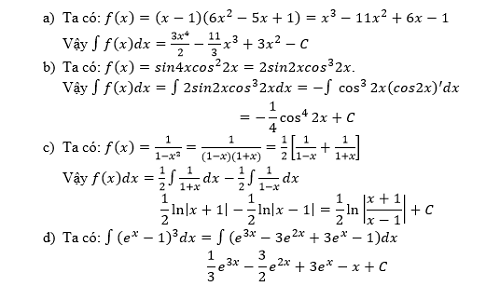 a) Ta có: f(x) = (x − 1)(6x² − 5x + 1) = x³ − 11x² + 6x − 1
Vậy ∫ f(x)dx = 3x⁴/2 − 11/3 x³ + 3x² − C
b) Ta có: f(x) = sin4xcos²2x = 2sin2xcos³2x.
Vậy ∫ f(x)dx = ∫ 2sin2xcos³2xdx = −∫ cos³ 2x(cos2x)′dx
= −1/4 cos⁴ 2x + C
c) Ta có: f(x) = 1/(1−x²) = 1/((1−x)(1+x)) = 1/2 [1/(1−x) + 1/(1+x)]
Vậy f(x)dx = 1/2 ∫ 1/(1+x) dx − 1/2 ∫ 1/(1−x) dx
1/2 ln|x + 1| − 1/2 ln|x − 1| = 1/2 ln |(x + 1)/(x − 1)| + C
d) Ta có: ∫ (eˣ − 1)³dx = ∫ (e³ˣ − 3e²ˣ + 3eˣ − 1)dx
1/3 e³ˣ − 3/2 e²ˣ + 3eˣ − x + C